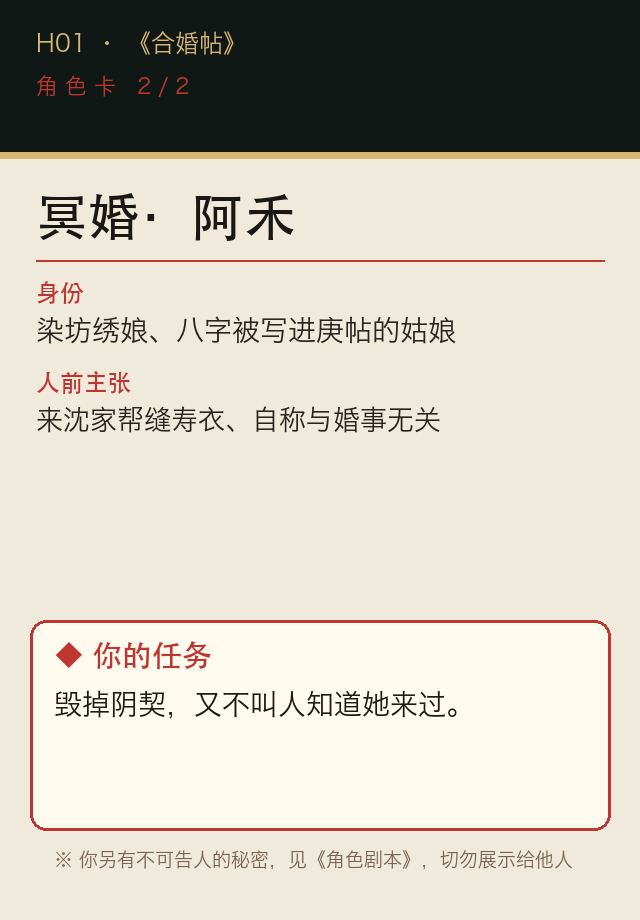 H01 · 《合婚帖》
角色卡 2/2
冥婚· 阿禾
身份
染坊绣娘、八字被写进庚帖的姑娘
人前主张
来沈家帮缝寿衣、自称与婚事无关
◆ 你的任务
毁掉阴契，又不叫人知道她来过。
※ 你另有不可告人的秘密，见《角色剧本》，切勿展示给他人